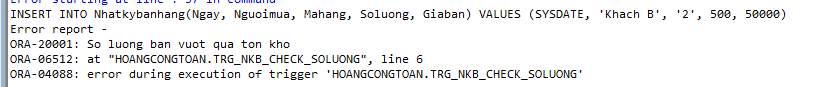 Error starting at line : 57 in command -
INSERT INTO Nhatkybanhang(Ngay, Nguoimua, Mahang, Soluong, Giaban) VALUES (SYSDATE, 'Khach B', '2', 500, 50000)
Error report -
ORA-20001: So luong ban vuot qua ton kho
ORA-06512: at "HOANGCONGTOAN.TRG_NKB_CHECK_SOLUONG", line 6
ORA-04088: error during execution of trigger 'HOANGCONGTOAN.TRG_NKB_CHECK_SOLUONG'